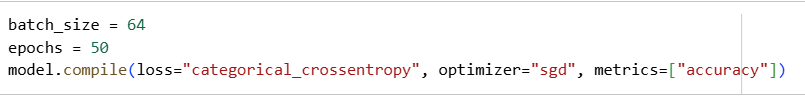 batch_size = 64
epochs = 50
model.compile(loss="categorical_crossentropy", optimizer="sgd", metrics=["accuracy"])